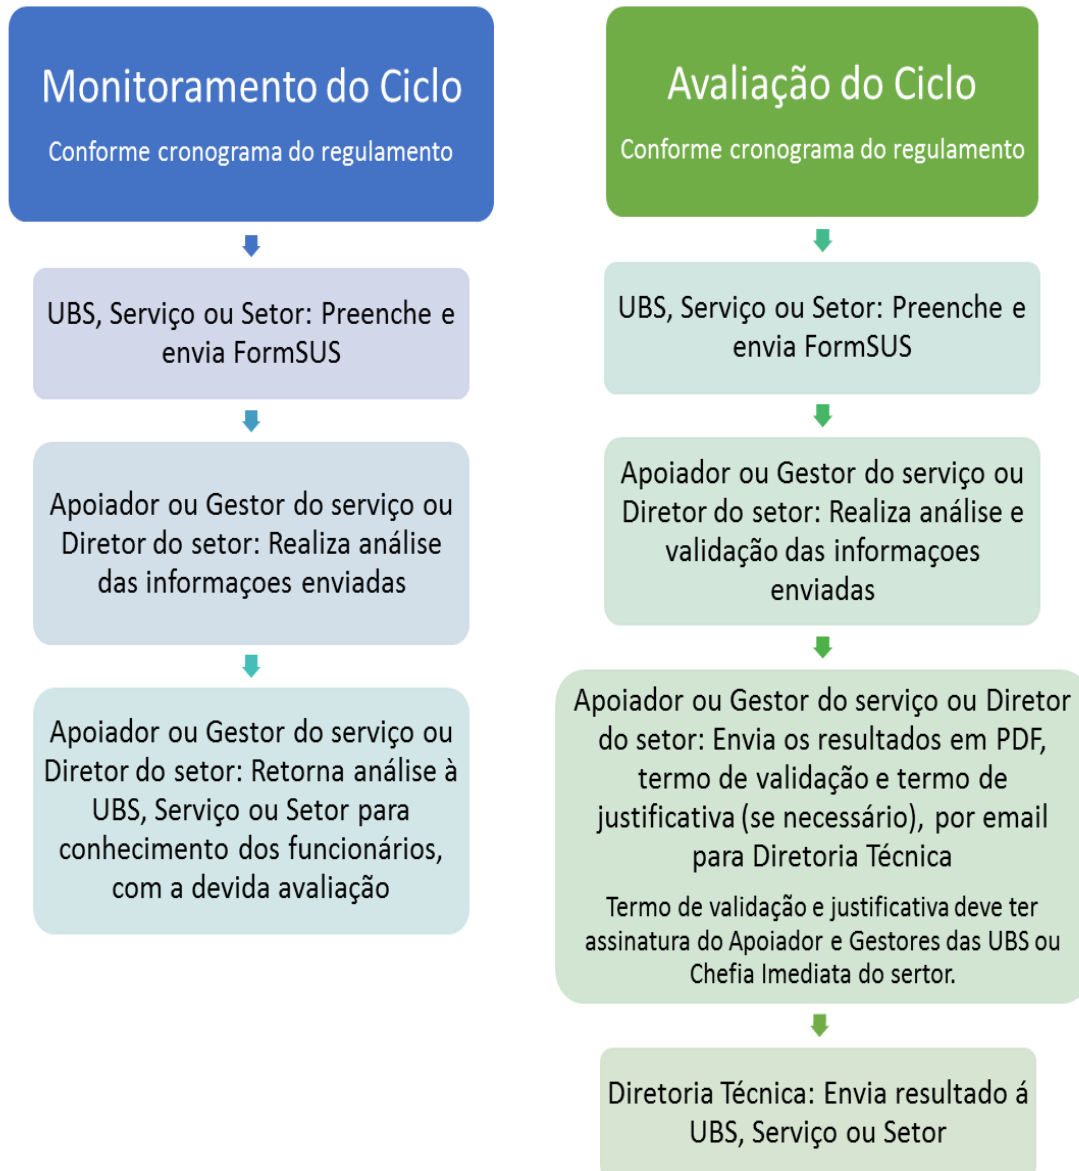 Monitoramento do Ciclo
Conforme cronograma do regulamento
UBS, Serviço ou Setor: Preenche e
envia FormSUS
Apoiador ou Gestor do serviço ou
Diretor do setor: Realiza análise
das informaçoes enviadas
Apoiador ou Gestor do serviço ou
Diretor do setor: Retorna análise à
UBS, Serviço ou Setor para
conhecimento dos funcionários,
com a devida avaliação
Avaliação do Ciclo
Conforme cronograma do regulamento
UBS, Serviço ou Setor: Preenche e
envia FormSUS
Apoiador ou Gestor do serviço ou
Diretor do setor: Realiza análise e
validação das informaçoes
enviadas
Apoiador ou Gestor do serviço ou Diretor
do setor: Envia os resultados em PDF,
termo de validação e termo de
justificativa (se necessário), por email
para Diretoria Técnica
Termo de validação e justificativa deve ter
assinatura do Apoiador e Gestores das UBS ou
Chefia Imediata do sertor.
Diretoria Técnica: Envia resultado á
UBS, Serviço ou Setor